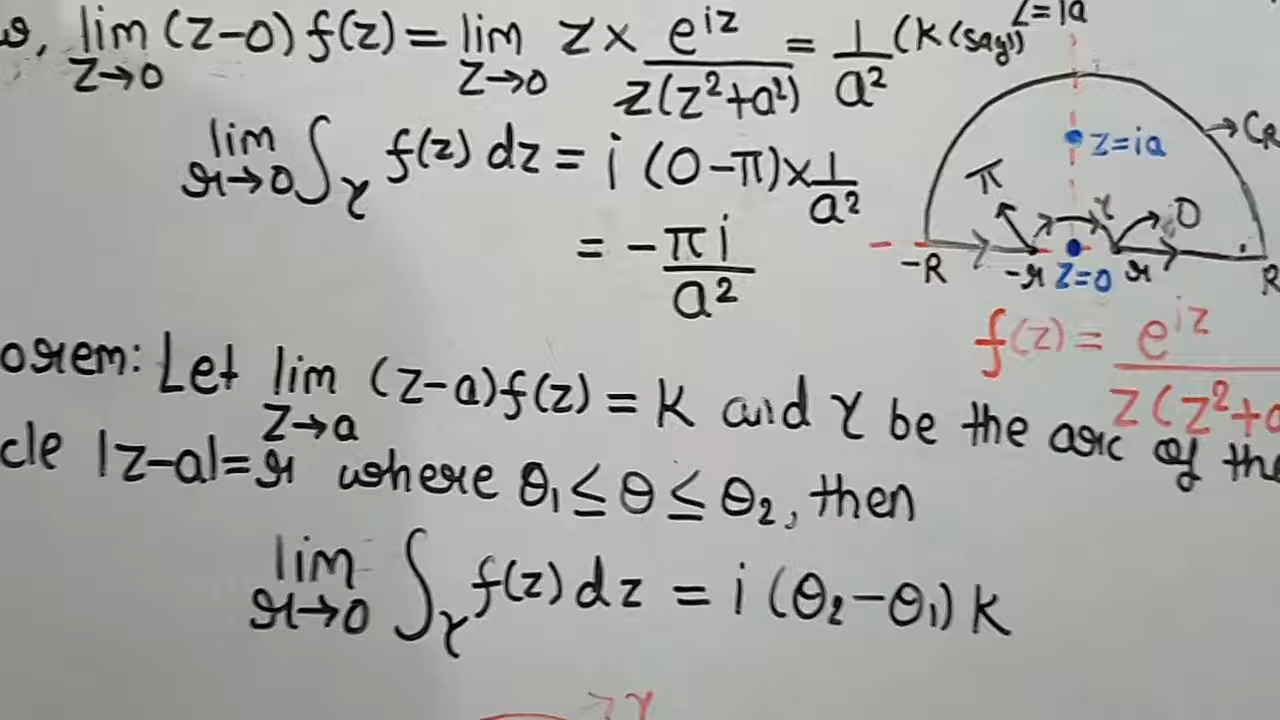 lim z→0 (z-0) f(z) = lim z→0 z × e^{iz} / z(z²+a²) = 1/a² (K (say))
lim r→0 ∫γ f(z) dz = i (0-π) × 1/a²
= -πi / a²
z=ia
CR
z=ia
π
γ
0
-R
-r
z=0
r
R
f(z) = e^{iz}
z(z²+a
orem: Let lim z→a (z-a) f(z) = K and γ be the arc of the
cle |z-a|=r where θ₁ ≤ θ ≤ θ₂, then
lim r→0 ∫γ f(z) dz = i (θ₂-θ₁) K
γ